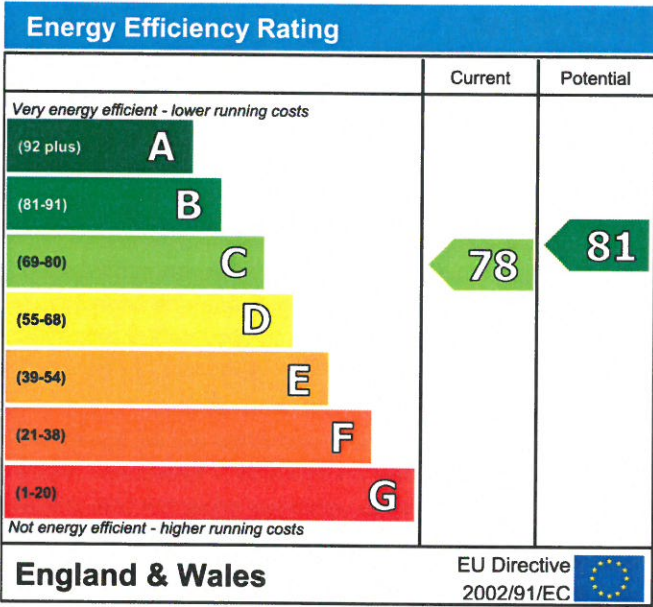 Energy Efficiency Rating
Current Potential
Very energy efficient - lower running costs
(92 plus) A
(81-91) B
(69-80) C
78 81
(55-68) D
(39-54) E
(21-38) F
(1-20) G
Not energy efficient - higher running costs
England & Wales
EU Directive
2002/91/EC